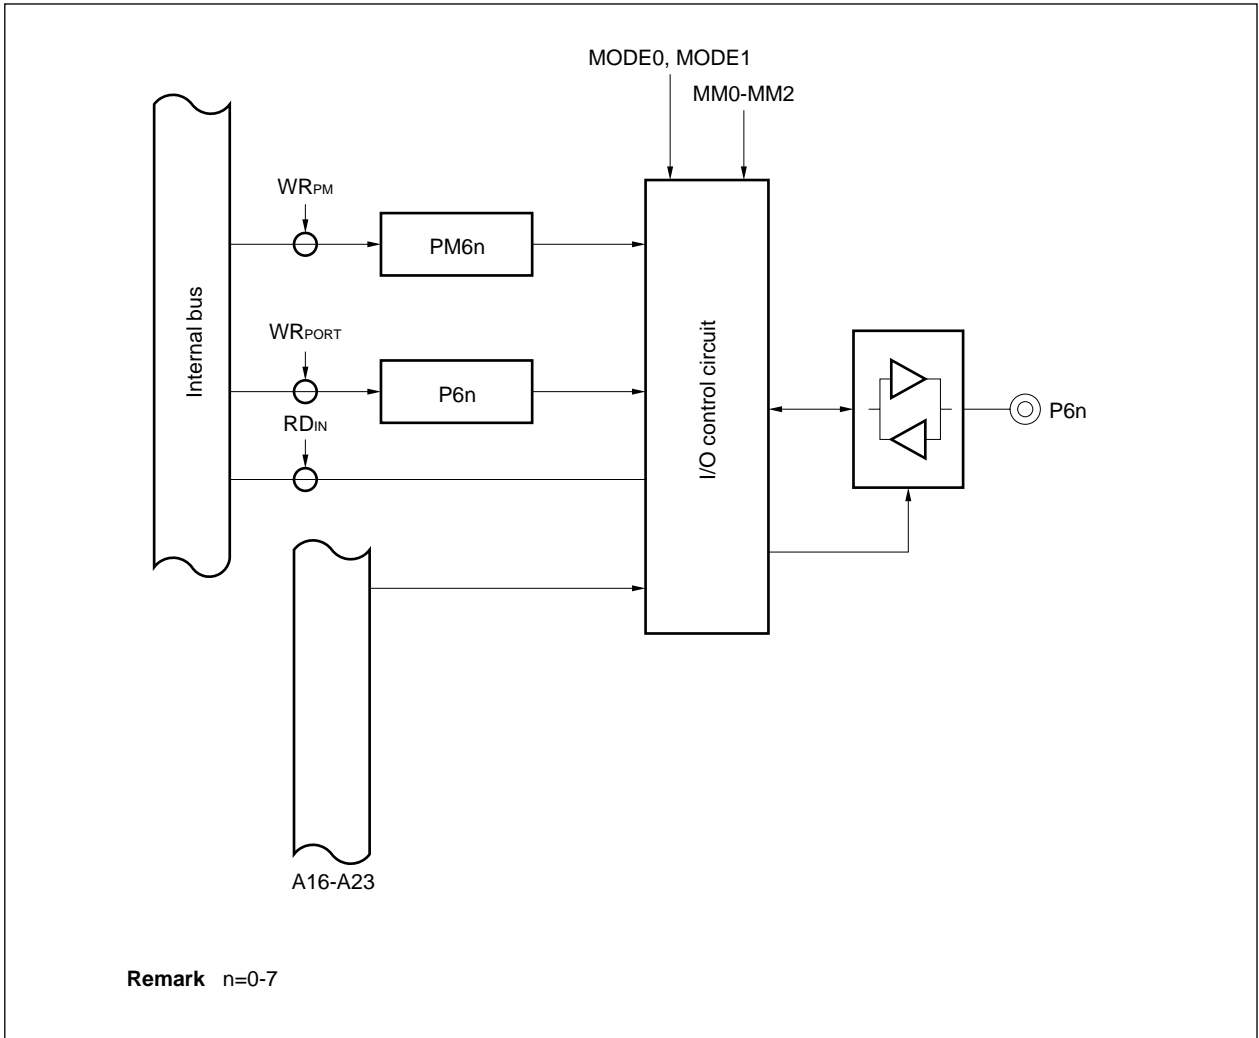 MODE0, MODE1
MM0-MM2
WRPM
PM6n
Internal bus
WRPORT
P6n
RDIN
I/O control circuit
P6n
A16-A23
Remark n=0-7